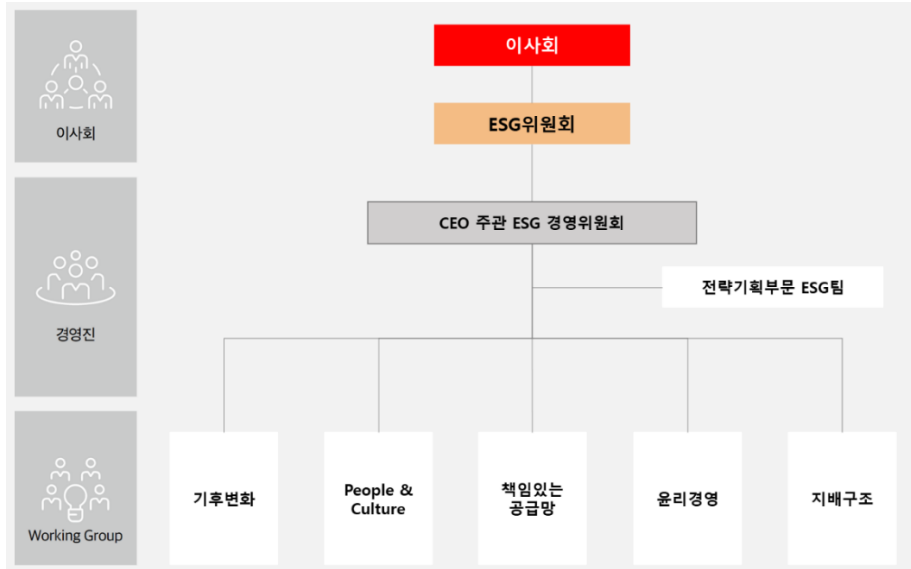 이사회
이사회
ESG위원회
CEO 주관 ESG 경영위원회
전략기획부문 ESG팀
경영진
기후변화
People &
Culture
책임있는
공급망
윤리경영
지배구조
Working Group